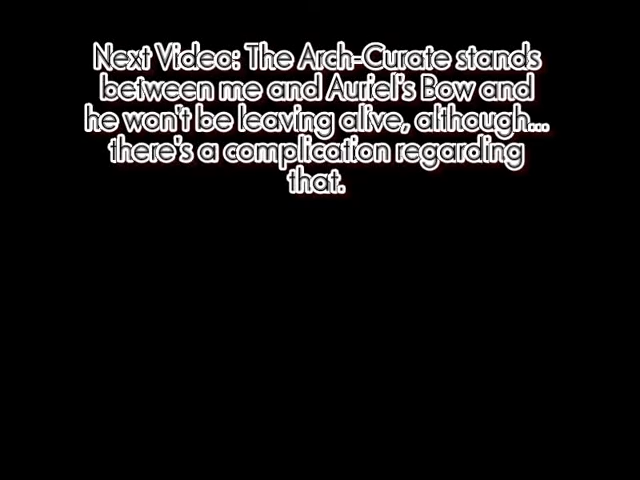 Next Video: The Arch-Curate stands
between me and Auriel's Bow and
he won't be leaving alive, although...
there's a complication regarding
that.